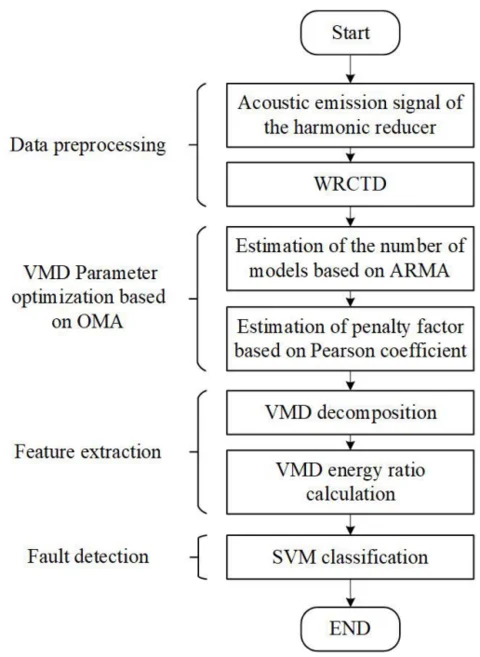 Start
Data preprocessing
Acoustic emission signal of
the harmonic reducer
WRCTD
VMD Parameter
optimization based
on OMA
Estimation of the number of
models based on ARMA
Estimation of penalty factor
based on Pearson coefficient
Feature extraction
VMD decomposition
VMD energy ratio
calculation
Fault detection
SVM classification
END